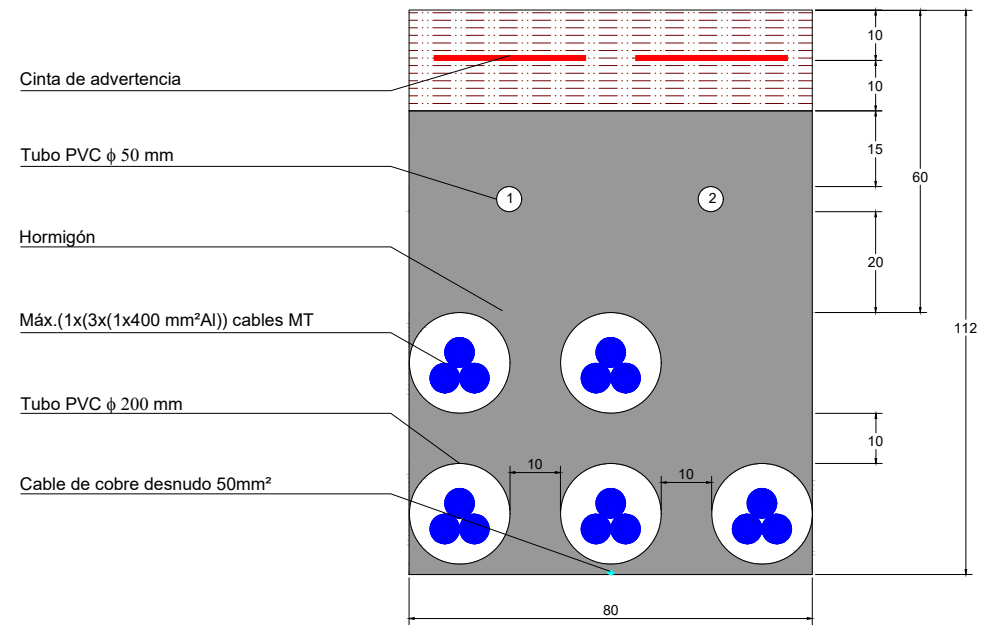 Cinta de advertencia
Tubo PVC ϕ 50 mm
Hormigón
Máx.(1x(3x(1x400 mm²Al)) cables MT
Tubo PVC ϕ 200 mm
Cable de cobre desnudo 50mm²
1
2
10
10
15
60
20
112
10
10
10
80